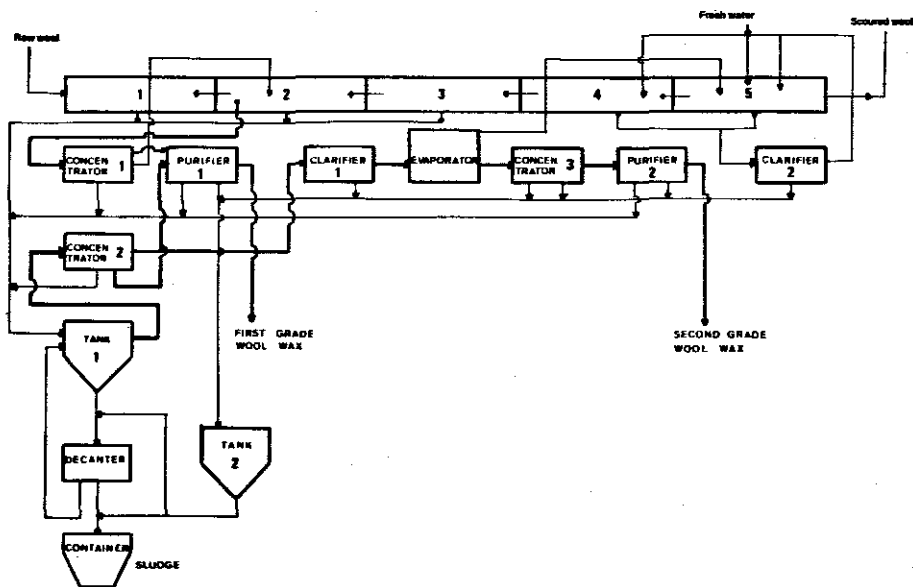 Fresh water
Scoured wool
Raw wool
1
2
3
4
5
CONCEN
TRATOR 1
PURIFIER
1
CLARIFIER
1
EVAPORATOR
CONCEN
TRATOR 3
PURIFIER
2
CLARIFIER
2
CONCEN
TRATOR 2
TANK
1
FIRST GRADE
WOOL WAX
SECOND GRADE
WOOL WAX
TANK
2
DECANTER
CONTAINER
SLUDGE